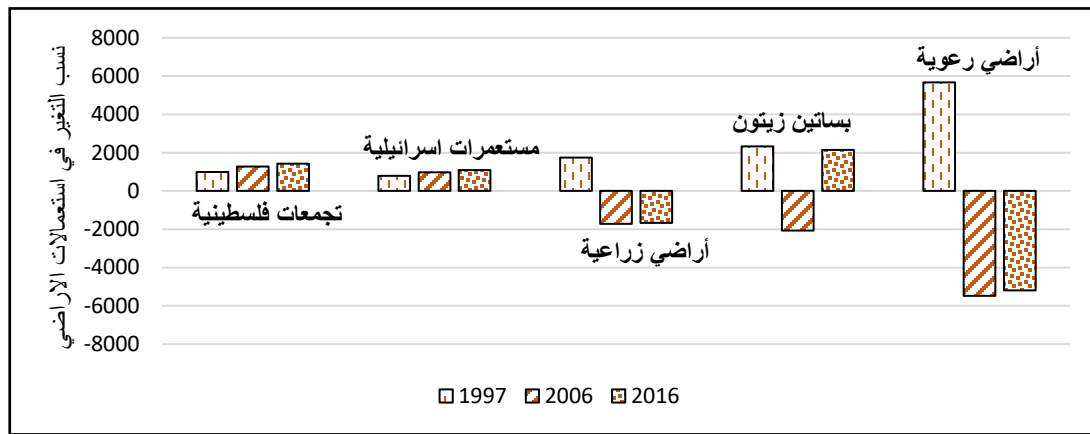 نسب التغير في استعمالات الاراضي
8000
6000
4000
2000
0
-2000
-4000
-6000
-8000
تجمعات فلسطينية
مستعمرات اسرائيلية
أراضي زراعية
بساتين زيتون
أراضي رعوية
1997 2006 2016